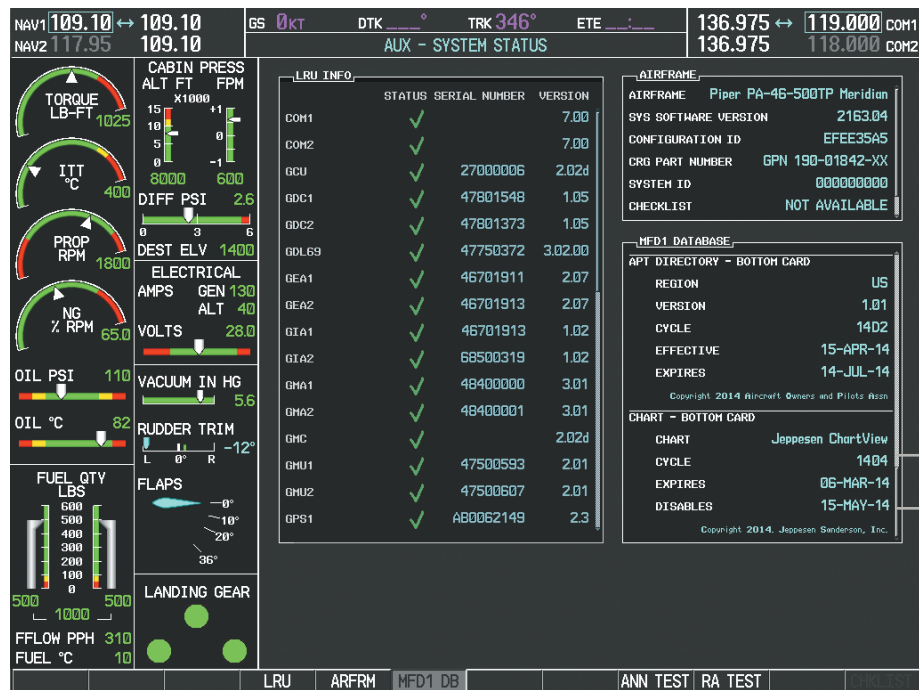 NAV1 109.10 ↔ 109.10
NAV2 117.95 109.10
GS 0KT DTK ___° TRK 346° ETE __:__
AUX – SYSTEM STATUS
136.975 ↔ 119.000 COM1
136.975 118.000 COM2
TORQUE
LB-FT 1025
ITT
°C 400
PROP
RPM 1800
NG
% RPM 65.0
OIL PSI 110
OIL °C 82
FUEL QTY
LBS
600
500
400
300
200
100
0
500 500
1000
FFLOW PPH 310
FUEL °C 10
CABIN PRESS
ALT FT FPM
X1000
15 +1
10
5 0
0 -1
8000 600
DIFF PSI 2.6
0 3 6
DEST ELV 1400
ELECTRICAL
AMPS GEN 130
ALT 40
VOLTS 28.0
VACUUM IN HG
5.6
RUDDER TRIM
-12°
L 0° R
FLAPS
0°
10°
20°
36°
LANDING GEAR
LRU INFO
STATUS SERIAL NUMBER VERSION
COM1 ✓ 7.00
COM2 ✓ 7.00
GCU ✓ 27000006 2.02d
GDC1 ✓ 47801548 1.05
GDC2 ✓ 47801373 1.05
GDL69 ✓ 47750372 3.02.00
GEA1 ✓ 46701911 2.07
GEA2 ✓ 46701913 2.07
GIA1 ✓ 46701913 1.02
GIA2 ✓ 68500319 1.02
GMA1 ✓ 48400000 3.01
GMA2 ✓ 48400001 3.01
GMC ✓ 2.02d
GMU1 ✓ 47500593 2.01
GMU2 ✓ 47500607 2.01
GPS1 ✓ AB0062149 2.3
AIRFRAME
AIRFRAME Piper PA-46-500TP Meridian
SYS SOFTWARE VERSION 2163.04
CONFIGURATION ID EFEE35A5
CRG PART NUMBER GPN 190-01842-XX
SYSTEM ID 000000000
CHECKLIST NOT AVAILABLE
MFD1 DATABASE
APT DIRECTORY – BOTTOM CARD
REGION US
VERSION 1.01
CYCLE 14D2
EFFECTIVE 15-APR-14
EXPIRES 14-JUL-14
Copyright 2014 Aircraft Owners and Pilots Assn
CHART – BOTTOM CARD
CHART Jeppesen ChartView
CYCLE 1404
EXPIRES 06-MAR-14
DISABLES 15-MAY-14
Copyright 2014. Jeppesen Sanderson, Inc.
LRU ARFRM MFD1 DB ANN TEST RA TEST CHKLIST